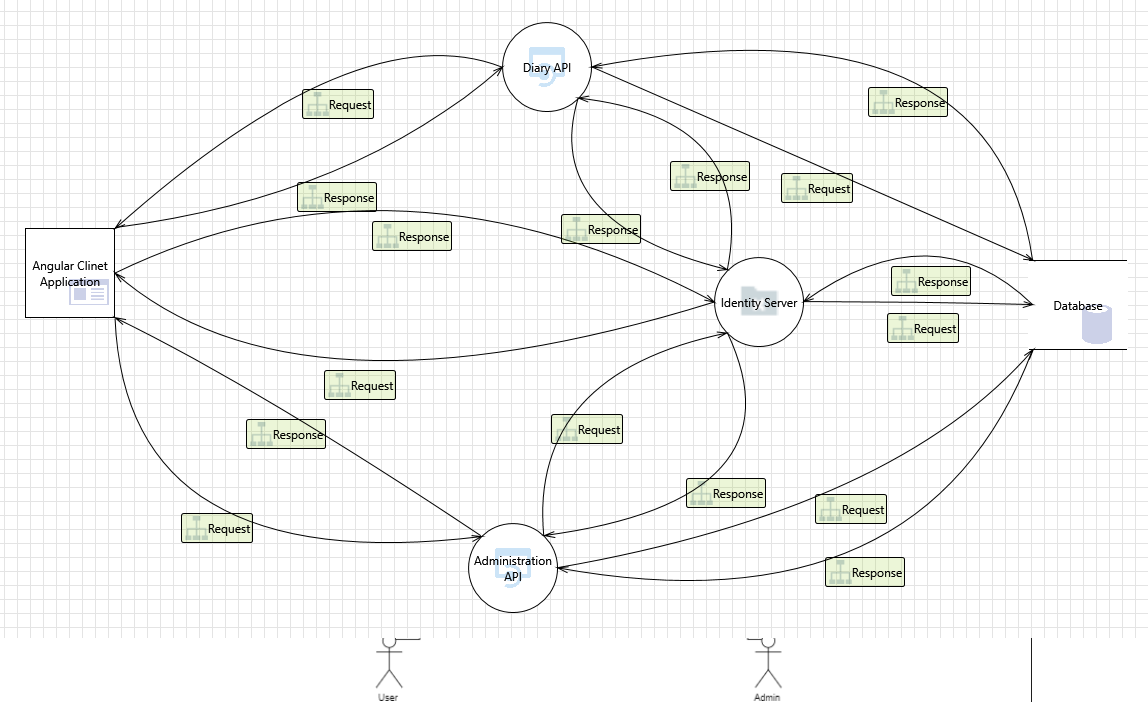 Diary API
Request
Response
Response
Request
Response
Response
Response
Response
Angular Clinet
Application
Identity Server
Response
Database
Request
Request
Response
Request
Response
Request
Request
Administration
API
Response
User
Admin